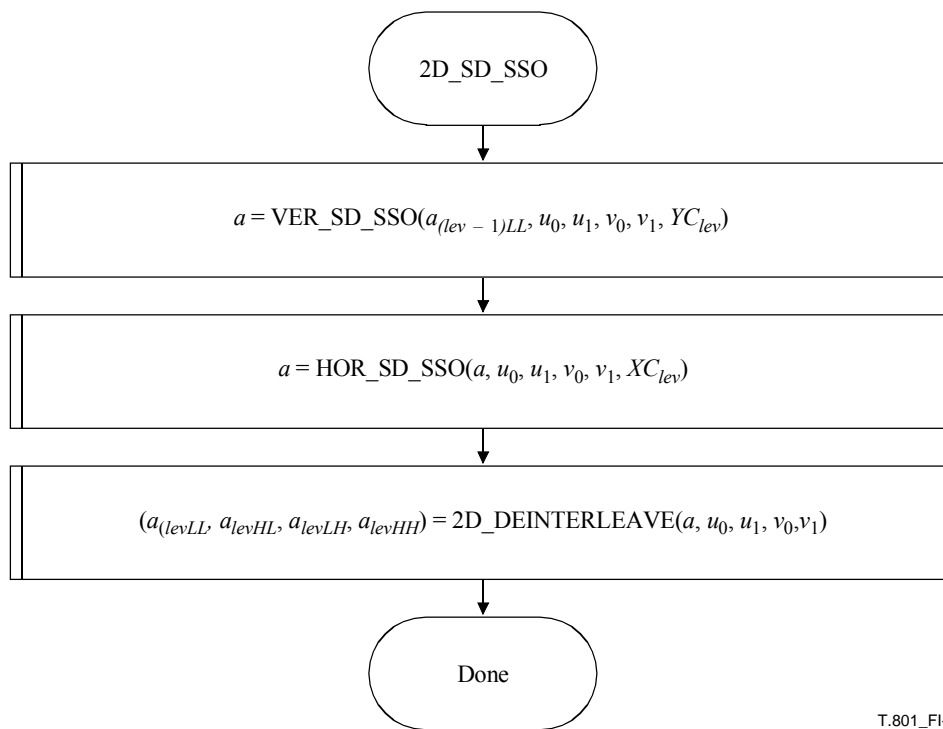 2D_SD_SSO
a = VER_SD_SSO(a(lev – 1)LL, u0, u1, v0, v1, YClev)
a = HOR_SD_SSO(a, u0, u1, v0, v1, XClev)
(a(levLL, alevHL, alevLH, alevHH) = 2D_DEINTERLEAVE(a, u0, u1, v0,v1)
Done